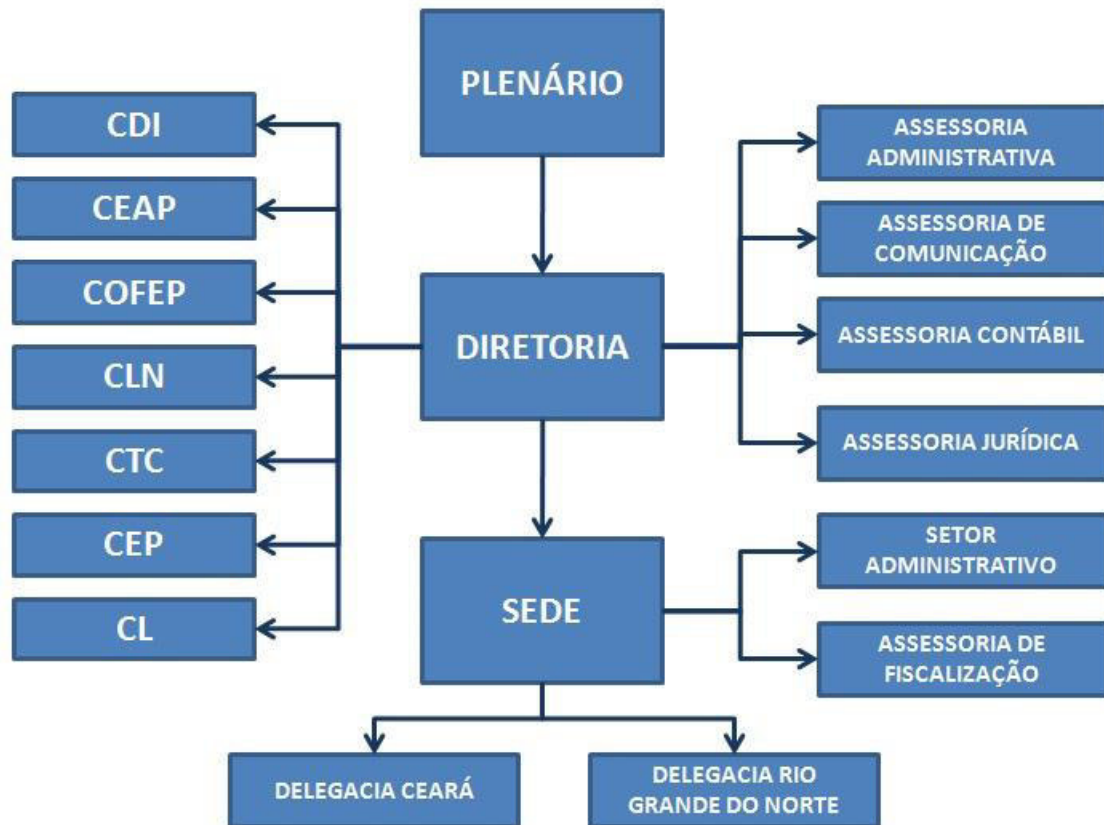 PLENÁRIO
CDI
CEAP
COFEP
CLN
CTC
CEP
CL
DIRETORIA
ASSESSORIA
ADMINISTRATIVA
ASSESSORIA DE
COMUNICAÇÃO
ASSESSORIA CONTÁBIL
ASSESSORIA JURÍDICA
SEDE
SETOR
ADMINISTRATIVO
ASSESSORIA DE
FISCALIZAÇÃO
DELEGACIA CEARÁ
DELEGACIA RIO
GRANDE DO NORTE